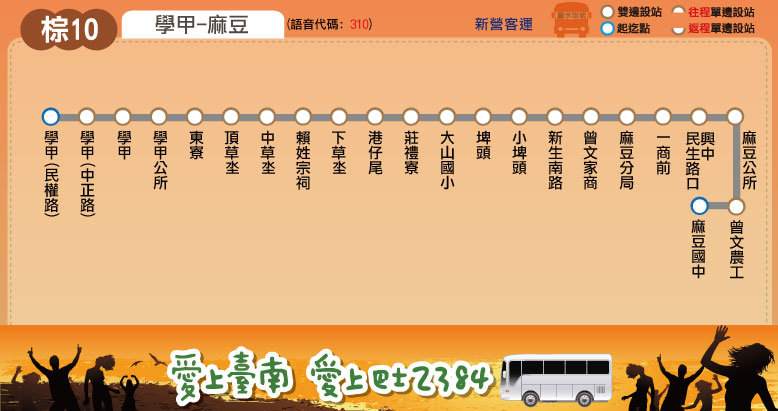 棕10
學甲-麻豆
(語音代碼：310)
新營客運
雙邊設站
往程單邊設站
起迄點
返程單邊設站
學甲(民權路)
學甲(中正路)
學甲
學甲公所
東寮
頂草坔
中草坔
賴姓宗祠
下草坔
港仔尾
莊禮寮
大山國小
埤頭
小埤頭
新生南路
曾文家商
麻豆分局
一商前
民生路口
興中
麻豆公所
曾文農工
麻豆國中
愛上臺南 愛上巴士2384